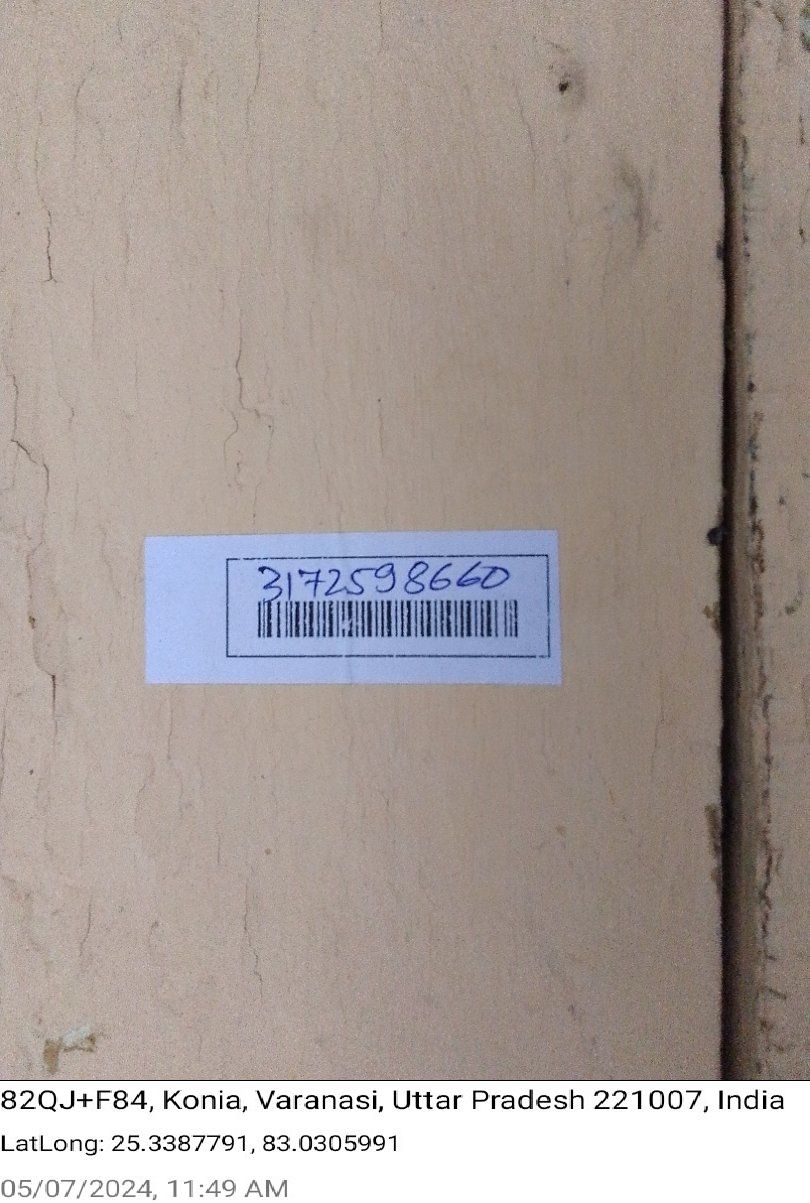 3172598660
82QJ+F84, Konia, Varanasi, Uttar Pradesh 221007, India
LatLong: 25.3387791, 83.0305991
05/07/2024, 11:49 AM